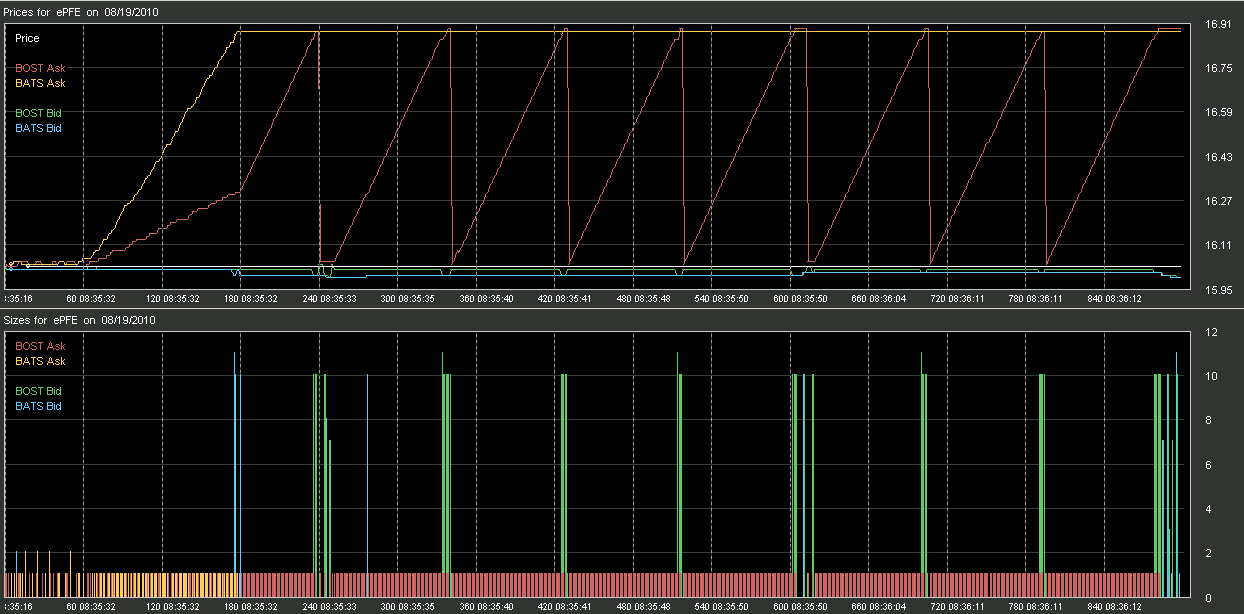 Prices for ePFE on 08/19/2010
Price
BOST Ask
BATS Ask
BOST Bid
BATS Bid
16.91
16.75
16.59
16.43
16.27
16.11
15.95
:35:16 60 08:35:32 120 08:35:32 180 08:35:32 240 08:35:33 300 08:35:35 360 08:35:40 420 08:35:41 480 08:35:48 540 08:35:50 600 08:35:50 660 08:36:04 720 08:36:11 780 08:36:11 840 08:36:12
Sizes for ePFE on 08/19/2010
BOST Ask
BATS Ask
BOST Bid
BATS Bid
12
10
8
6
4
2
0
:35:16 60 08:35:32 120 08:35:32 180 08:35:32 240 08:35:33 300 08:35:35 360 08:35:40 420 08:35:41 480 08:35:48 540 08:35:50 600 08:35:50 660 08:36:04 720 08:36:11 780 08:36:11 840 08:36:12